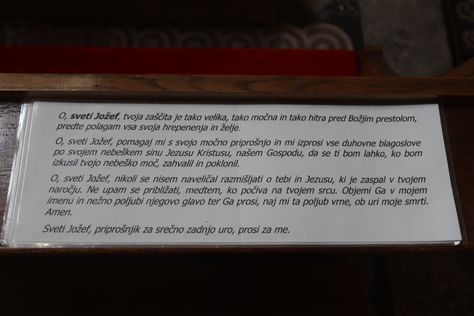 O, sveti Jožef, tvoja zaščita je tako velika, tako močna in tako hitra pred Božjim prestolom,
predte polagam vsa svoja hrepenenja in želje.
O, sveti Jožef, pomagaj mi s svojo močno priprošnjo in mi izprosi vse duhovne blagoslove
po svojem nebeškem sinu Jezusu Kristusu, našem Gospodu, da se ti bom lahko, ko bom
izkusil tvojo nebeško moč, zahvalil in poklonil.
O, sveti Jožef, nikoli se nisem naveličal razmišljati o tebi in Jezusu, ki je zaspal v tvojem
naročju. Ne upam se približati, medtem, ko počiva na tvojem srcu. Objemi Ga v mojem
imenu in nežno poljubi njegovo glavo ter Ga prosi, naj mi ta poljub vrne, ob uri moje smrti.
Amen.
Sveti Jožef, priprošnjik za srečno zadnjo uro, prosi za me.